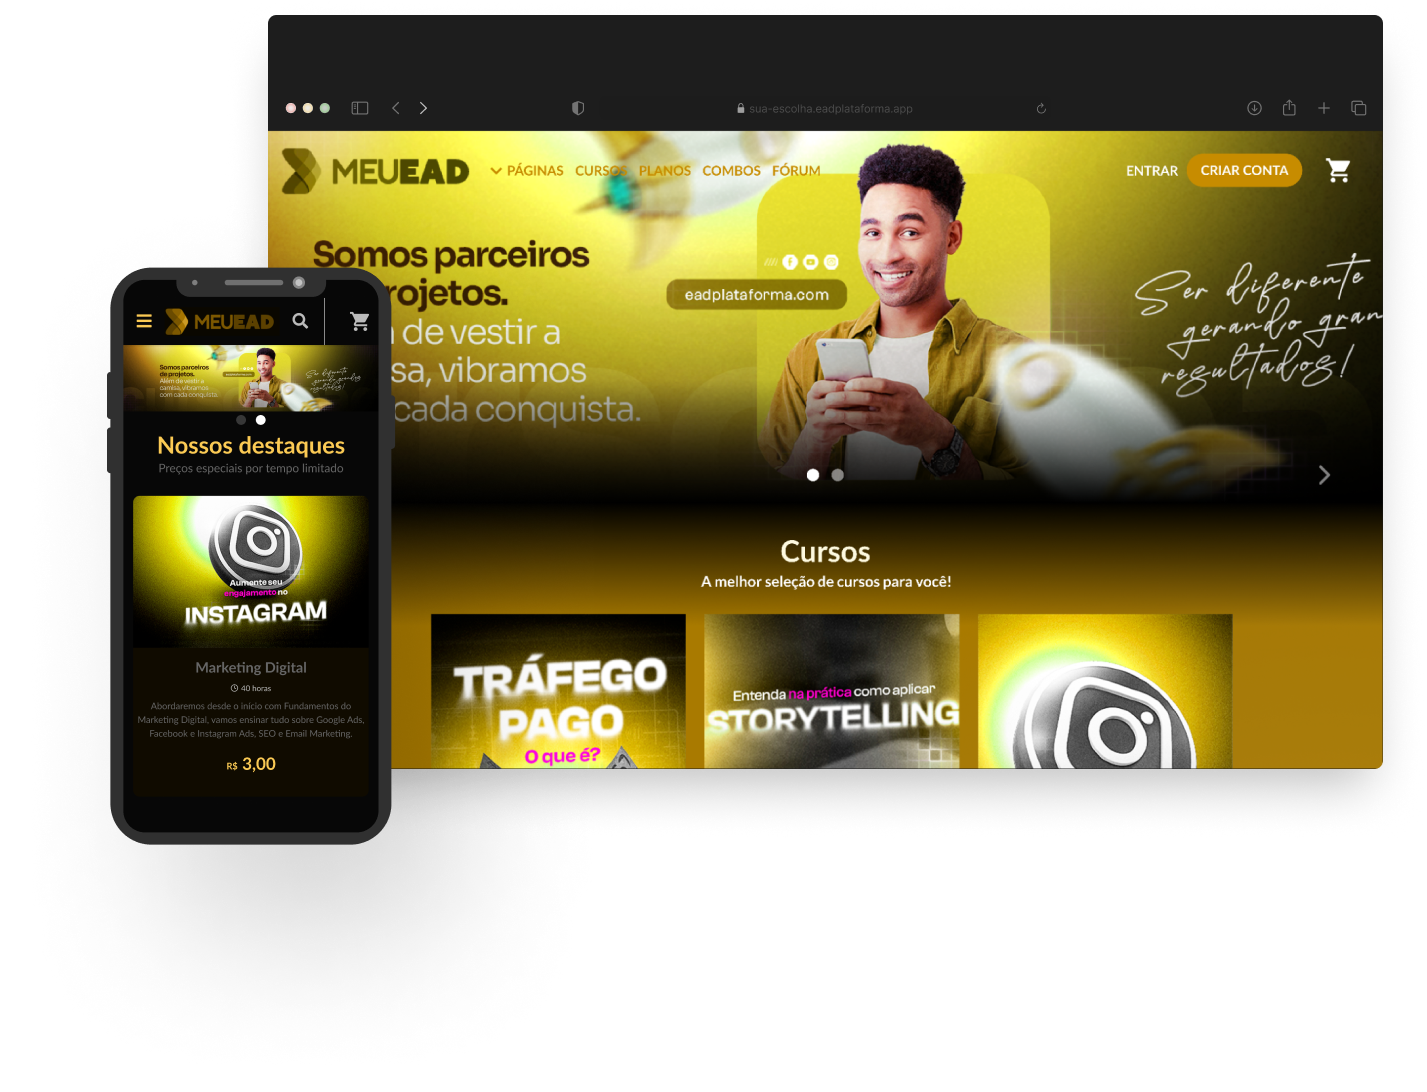 sua-escolha.eadplataforma.app
MEUEAD
PÁGINAS CURSOS PLANOS COMBOS FÓRUM
ENTRAR CRIAR CONTA
Somos parceiros
rojetos.
de vestir a
sa, vibramos
cada conquista.
eadplataforma.com
Ser diferente
gerando gran
resultados!
Cursos
A melhor seleção de cursos para você!
TRÁFEGO
PAGO
O que é?
Entenda na prática como aplicar
STORYTELLING
MEUEAD
Somos parceiros
de projetos.
Além de vestir a
camisa, vibramos
com cada conquista.
Ser diferente
gerando grandes
resultados!
Nossos destaques
Preços especiais por tempo limitado
Aumente seu
engajamento no
INSTAGRAM
Marketing Digital
40 horas
Abordaremos desde o início com Fundamentos do
Marketing Digital, vamos ensinar tudo sobre Google Ads,
Facebook e Instagram Ads, SEO e Email Marketing.
R$ 3,00